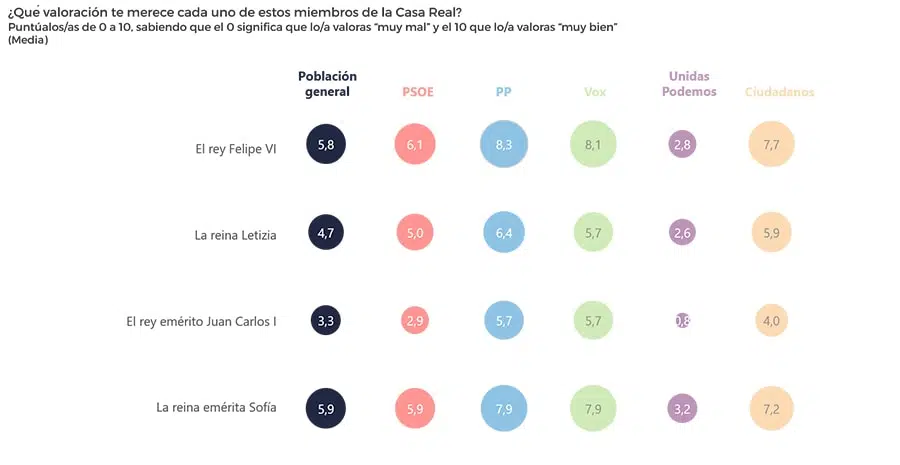 ¿Qué valoración te merece cada uno de estos miembros de la Casa Real?
Puntúalos/as de 0 a 10, sabiendo que el 0 significa que lo/a valoras “muy mal” y el 10 que lo/a valoras “muy bien”
(Media)
Población general PSOE PP Vox Unidas Podemos Ciudadanos
El rey Felipe VI 5,8 6,1 8,3 8,1 2,8 7,7
La reina Letizia 4,7 5,0 6,4 5,7 2,6 5,9
El rey emérito Juan Carlos I 3,3 2,9 5,7 5,7 0,8 4,0
La reina emérita Sofía 5,9 5,9 7,9 7,9 3,2 7,2